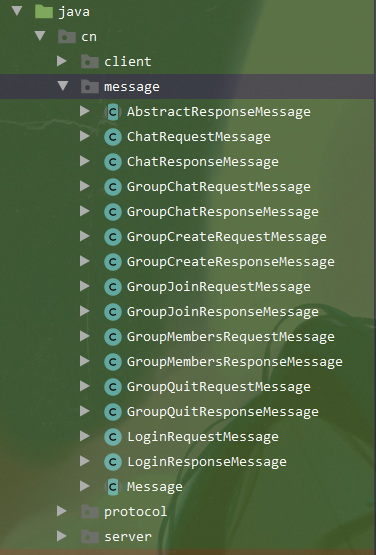 java
cn
client
message
AbstractResponseMessage
ChatRequestMessage
ChatResponseMessage
GroupChatRequestMessage
GroupChatResponseMessage
GroupCreateRequestMessage
GroupCreateResponseMessage
GroupJoinRequestMessage
GroupJoinResponseMessage
GroupMembersRequestMessage
GroupMembersResponseMessage
GroupQuitRequestMessage
GroupQuitResponseMessage
LoginRequestMessage
LoginResponseMessage
Message
protocol
server